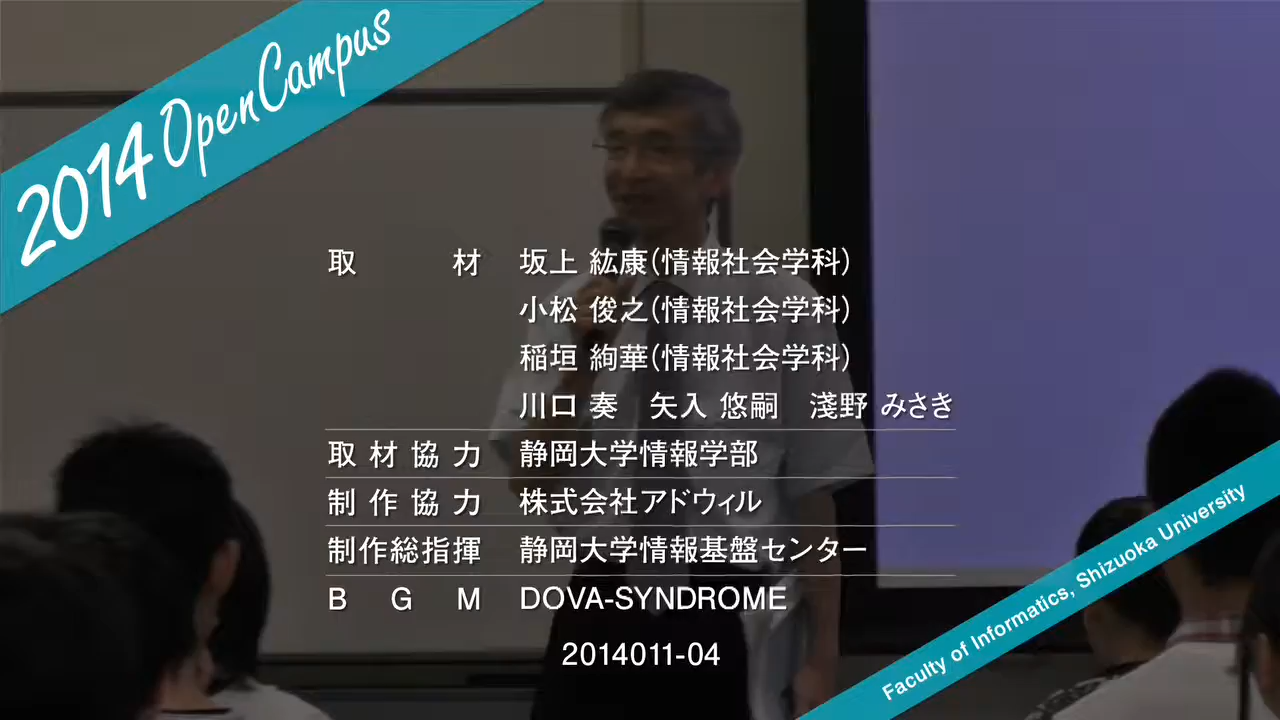 2014 OpenCampus
取材 坂上 紘康(情報社会学科)
小松 俊之(情報社会学科)
稲垣 絢華(情報社会学科)
川口 奏 矢入 悠嗣 淺野 みさき
取材協力 静岡大学情報学部
制作協力 株式会社アドウィル
制作総指揮 静岡大学情報基盤センター
BGM DOVA-SYNDROME
2014011-04
Faculty of Informatics, Shizuoka University